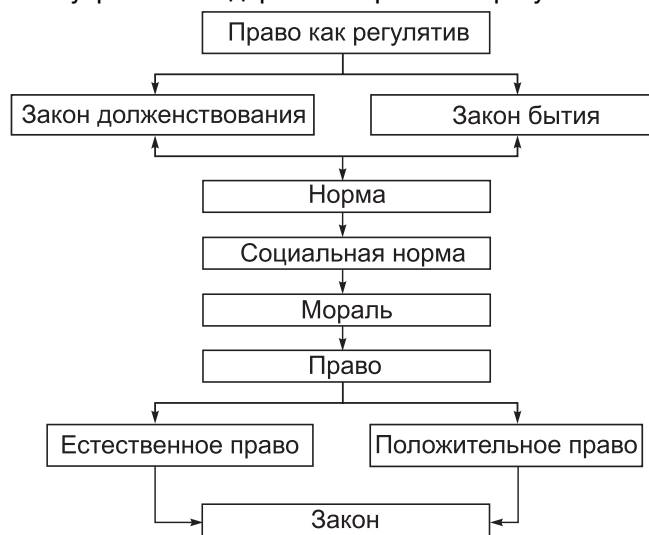 Право как регулятив
Закон долженствования
Закон бытия
Норма
Социальная норма
Мораль
Право
Естественное право
Положительное право
Закон